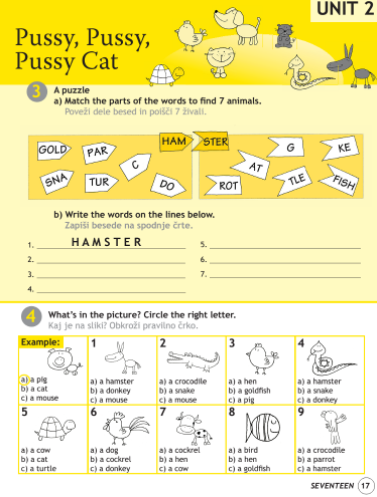 UNIT 2
Pussy, Pussy,
Pussy Cat
3 A puzzle
a) Match the parts of the words to find 7 animals.
Poveži dele besed in poišči 7 živali.
HAM STER
GOLD PAR C
SNA TUR DO
G KE
AT
ROT TLE FISH
b) Write the words on the lines below.
Zapiši besede na spodnje črte.
1. HAMSTER 5.
2. 6.
3. 7.
4.
4 What's in the picture? Circle the right letter.
Kaj je na sliki? Obkroži pravilno črko.
Example:
a) a pig
b) a cat
c) a mouse
1
a) a hamster
b) a donkey
c) a mouse
2
a) a crocodile
b) a snake
c) a mouse
3
a) a hen
b) a goldfish
c) a pig
4
a) a hamster
b) a snake
c) a donkey
5
a) a cow
b) a cat
c) a turtle
6
a) a dog
b) a cockrel
c) a donkey
7
a) a cockrel
b) a hen
c) a cow
8
a) a bird
b) a hen
c) a goldfish
9
a) a crocodile
b) a parrot
c) a hamster
SEVENTEEN 17